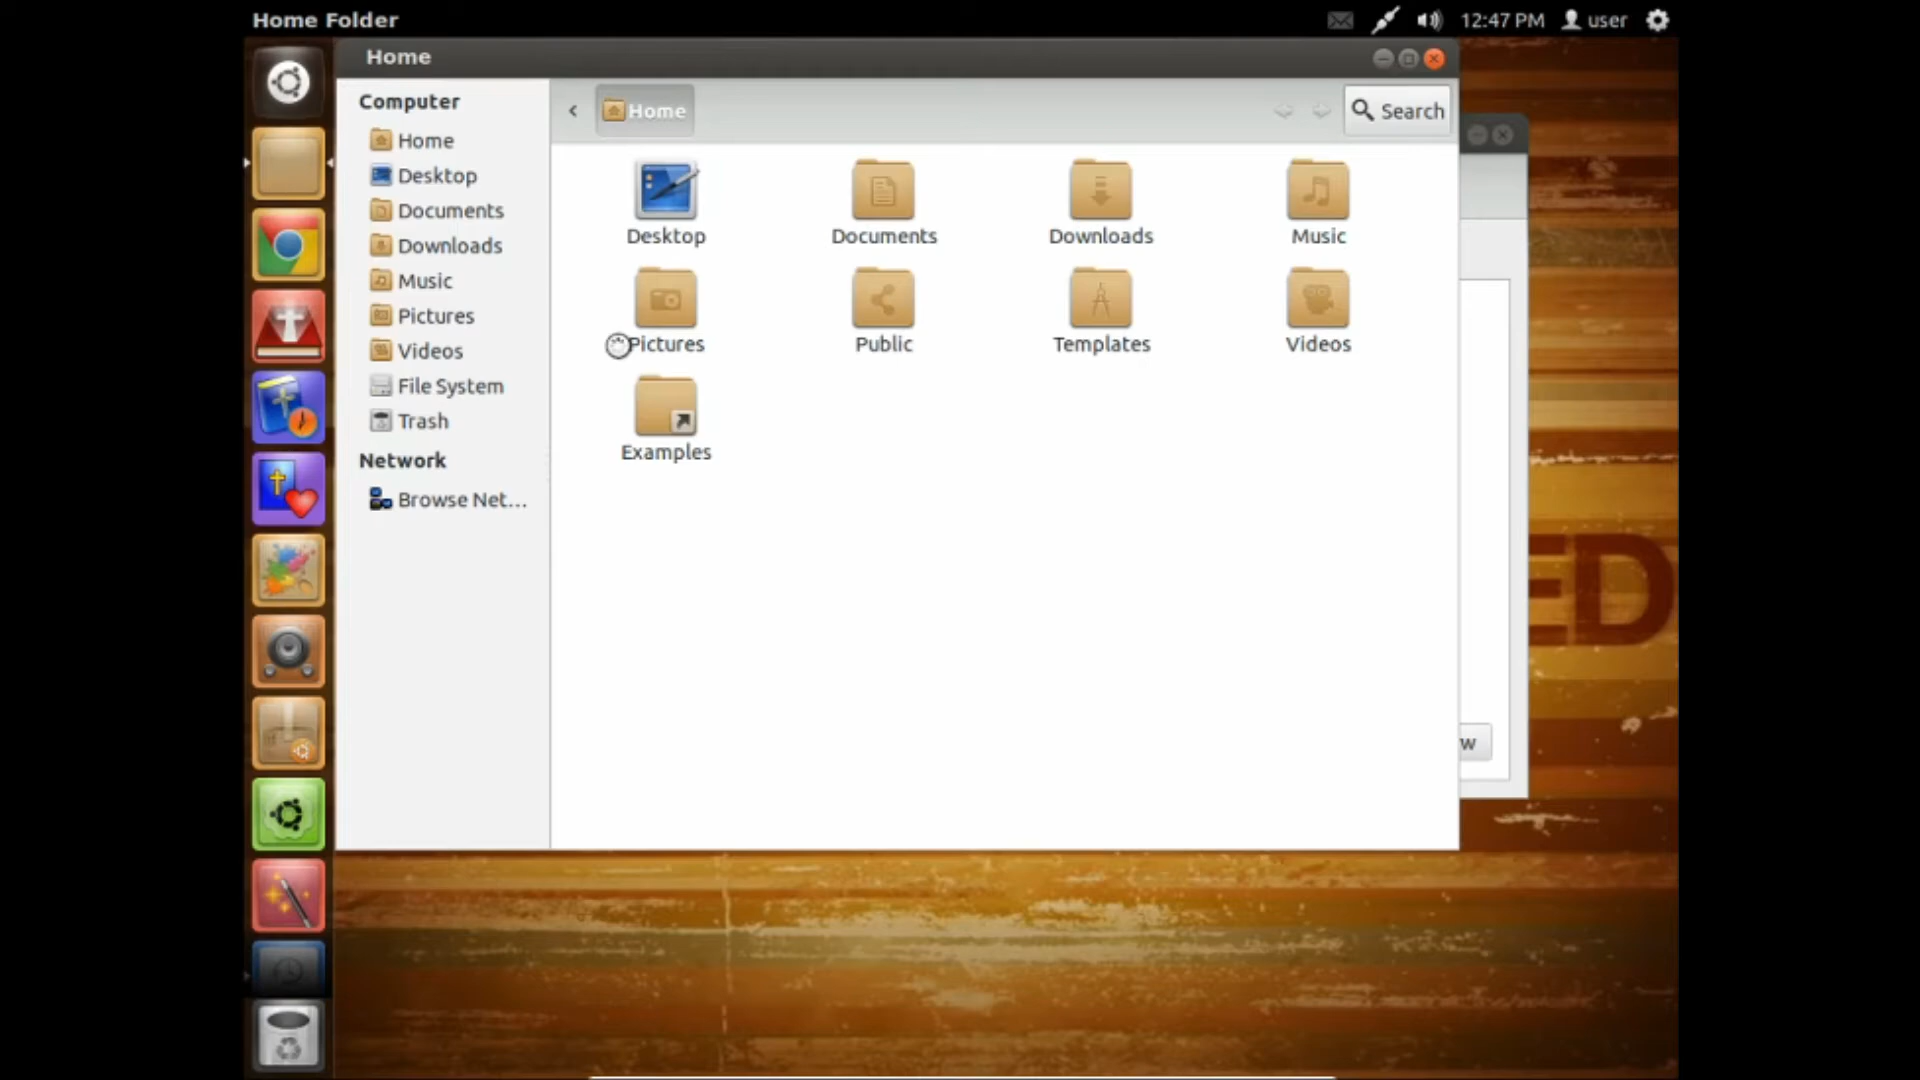 Home Folder
12:47 PM user
Home
Computer
Home
Desktop
Documents
Downloads
Music
Pictures
Videos
File System
Trash
Network
Browse Net...
Home
Search
Desktop
Documents
Downloads
Music
Pictures
Public
Templates
Videos
Examples
w
ED